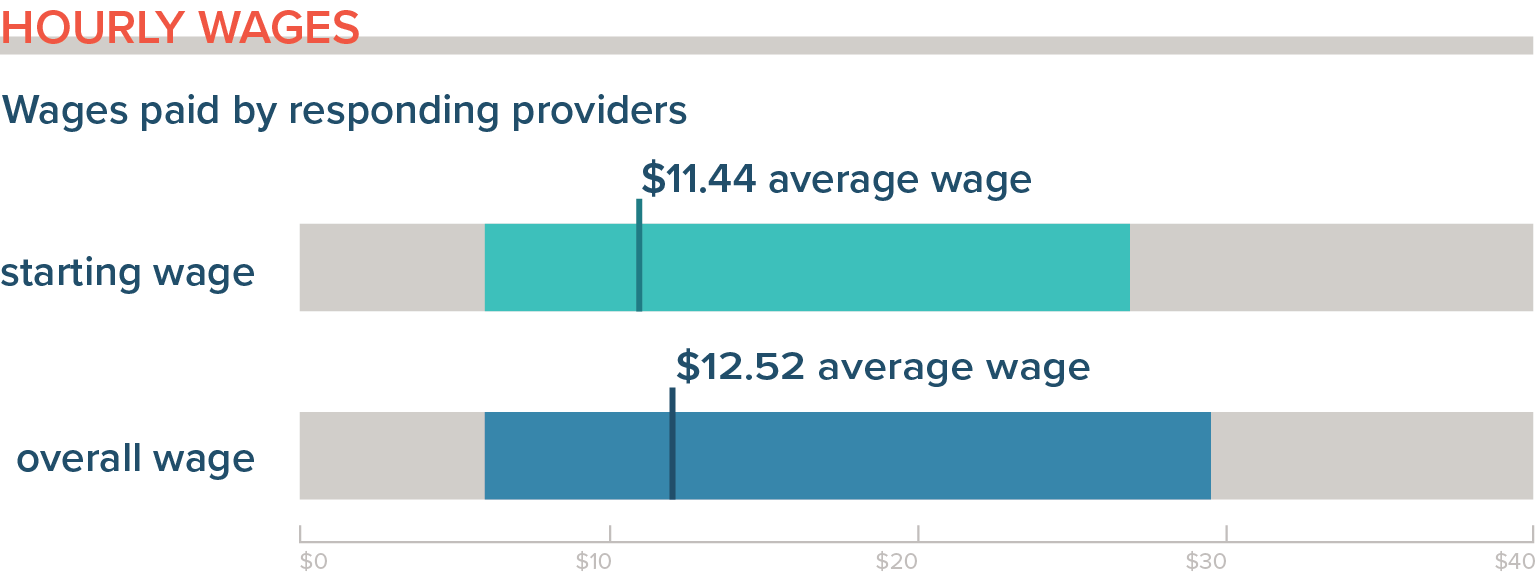 HOURLY WAGES
Wages paid by responding providers
$11.44 average wage
starting wage
$12.52 average wage
overall wage
$0 $10 $20 $30 $40